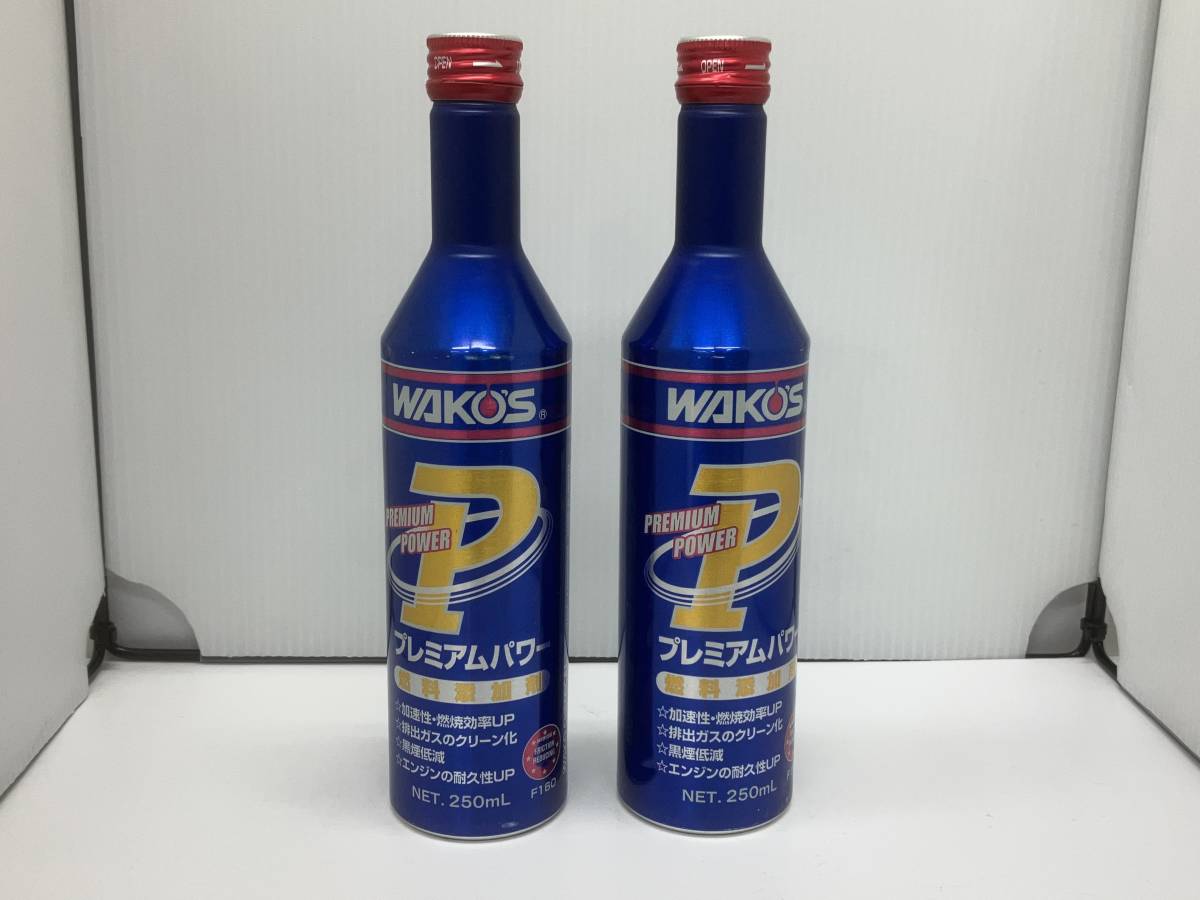 OPEN
WAKO'S®
PREMIUM
POWER
P
プレミアムパワー
燃料添加剤
☆加速性・燃焼効率UP
☆排出ガスのクリーン化
☆黒煙低減
☆エンジンの耐久性UP
FRICTION
REDUCING
NET. 250mL
F160
OPEN
WAKO'S
PREMIUM
POWER
P
プレミアムパワー
燃料添加
☆加速性・燃焼効率UP
☆排出ガスのクリーン化
☆黒煙低減
☆エンジンの耐久性UP
NET. 250mL